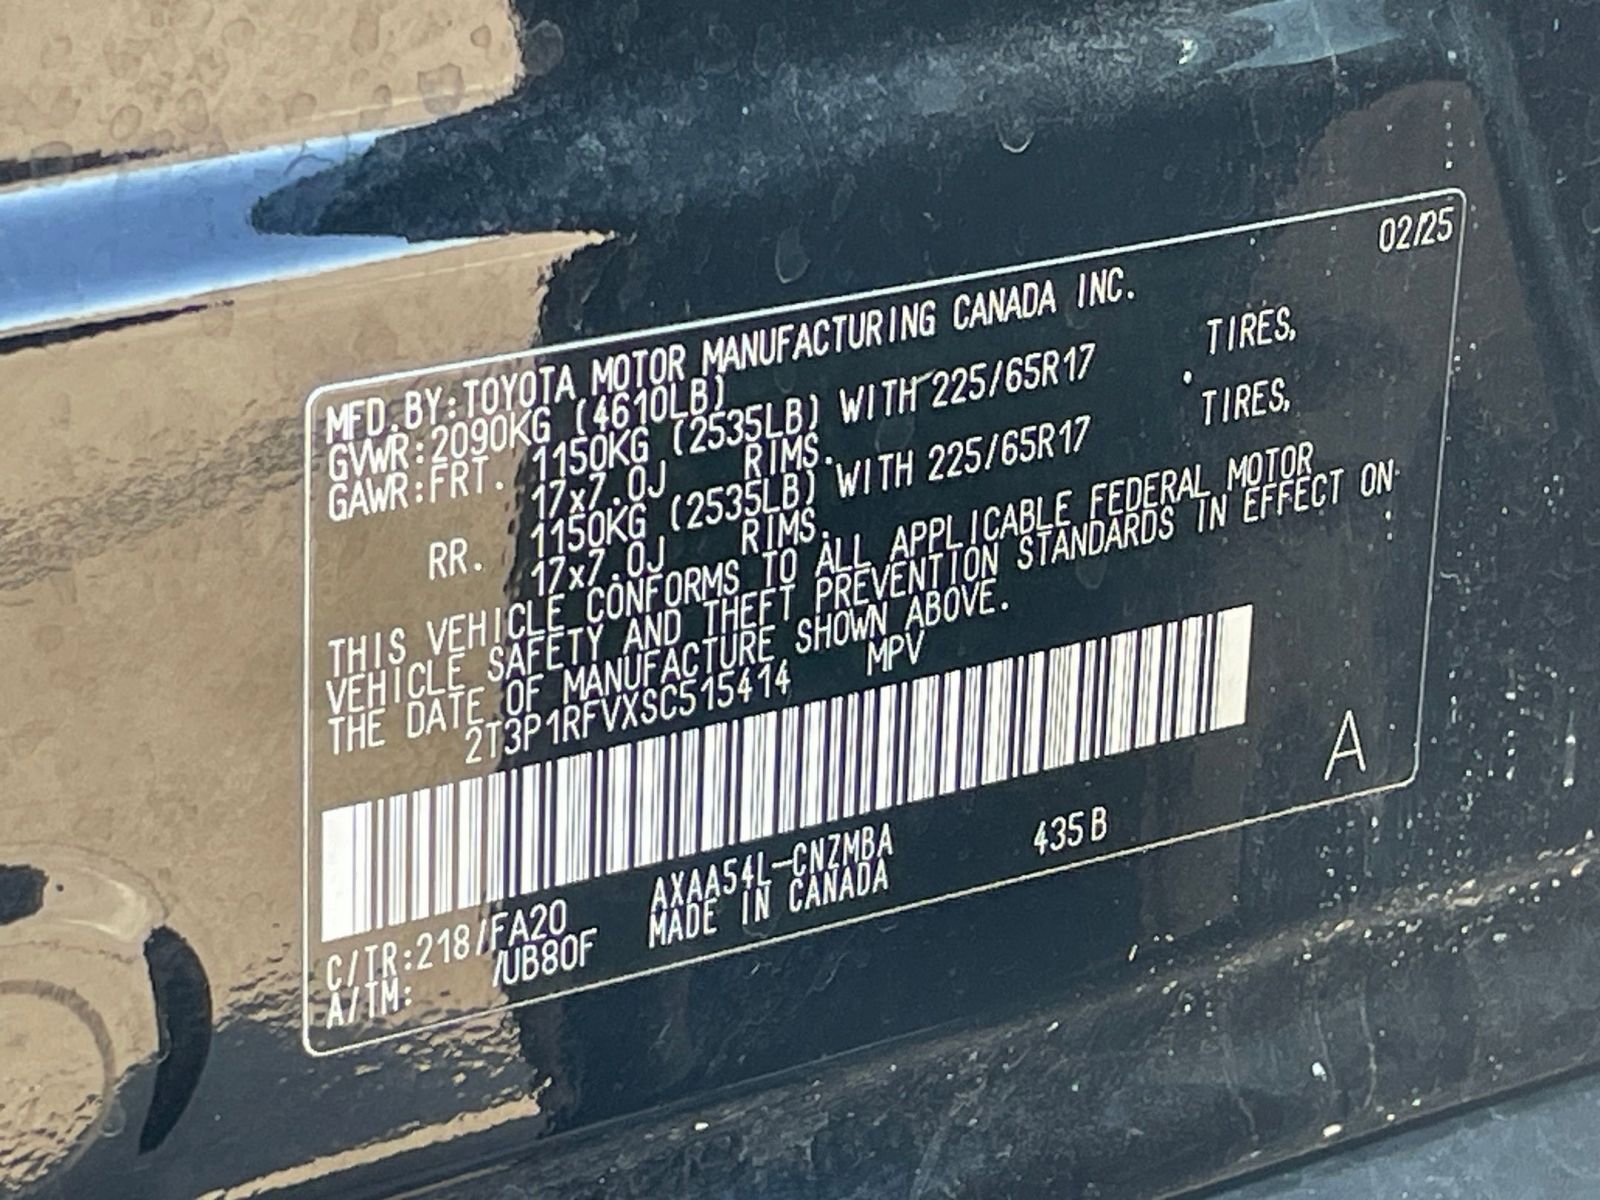 02/25
MFD. BY: TOYOTA MOTOR MANUFACTURING CANADA INC.
GVWR: 2090KG (4610LB)
GAWR: FRT. 1150KG (2535LB) WITH 225/65R17 TIRES,
17x7.0J RIMS.
RR. 1150KG (2535LB) WITH 225/65R17 TIRES,
17x7.0J RIMS.
THIS VEHICLE CONFORMS TO ALL APPLICABLE FEDERAL MOTOR
VEHICLE SAFETY AND THEFT PREVENTION STANDARDS IN EFFECT ON
THE DATE OF MANUFACTURE SHOWN ABOVE.
2T3P1RFVXSC515414 MPV
A
C/TR: 218/FA20 AXAA54L-CNZMBA 435B
A/TM: /UB80F MADE IN CANADA